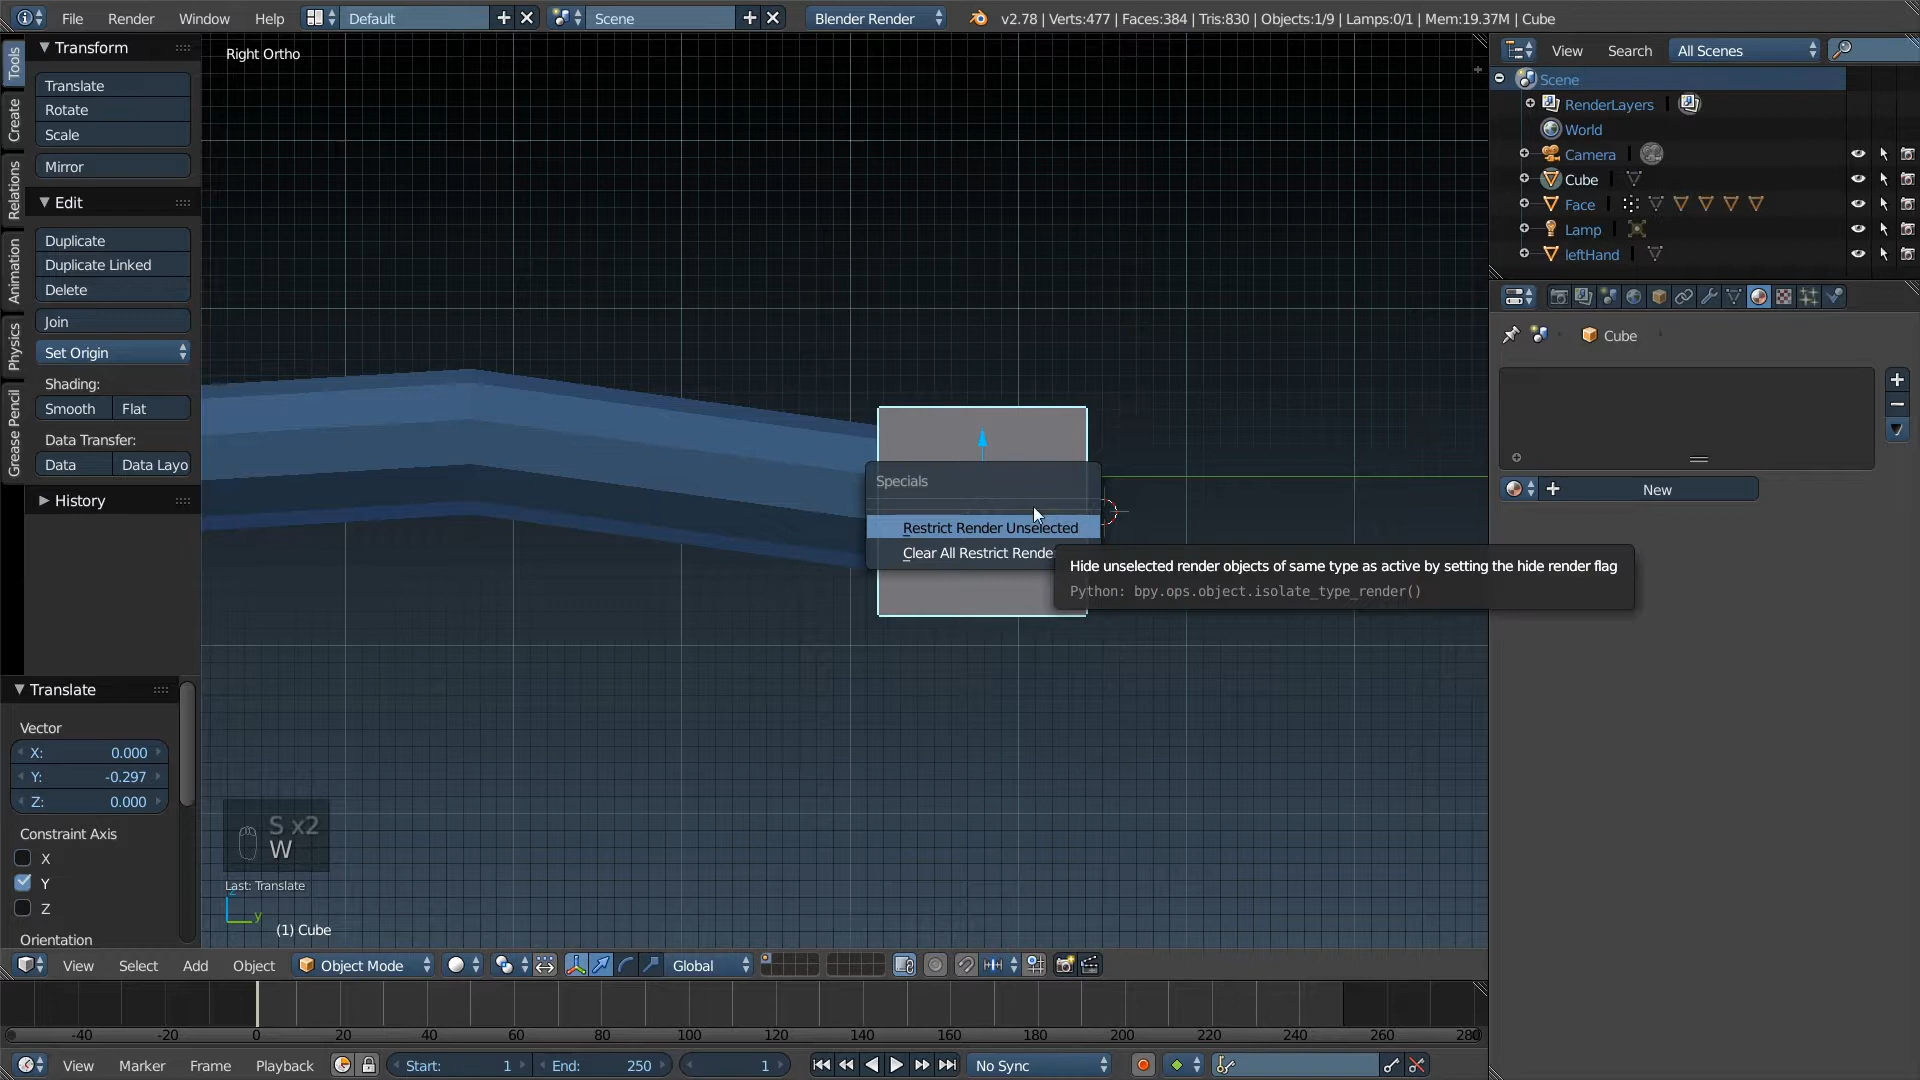 File Render Window Help Default Scene Blender Render v2.78 | Verts:477 | Faces:384 | Tris:830 | Objects:1/9 | Lamps:0/1 | Mem:19.37M | Cube
Tools
Create
Relations
Animation
Physics
Grease Pencil
Transform
Translate
Rotate
Scale
Mirror
Edit
Duplicate
Duplicate Linked
Delete
Join
Set Origin
Shading:
Smooth Flat
Data Transfer:
Data Data Layo
History
Translate
Vector
X: 0.000
Y: -0.297
Z: 0.000
Constraint Axis
X
Y
Z
Orientation
Right Ortho
Specials
Restrict Render Unselected
Clear All Restrict Rende
Hide unselected render objects of same type as active by setting the hide render flag
Python: bpy.ops.object.isolate_type_render()
S x2
W
Last: Translate
z
y
(1) Cube
View Search All Scenes
Scene
RenderLayers
World
Camera
Cube
Face
Lamp
leftHand
Cube
New
View Select Add Object Object Mode Global
-40 -20 0 20 40 60 80 100 120 140 160 180 200 220 240 260 280
View Marker Frame Playback Start: 1 End: 250 1 No Sync